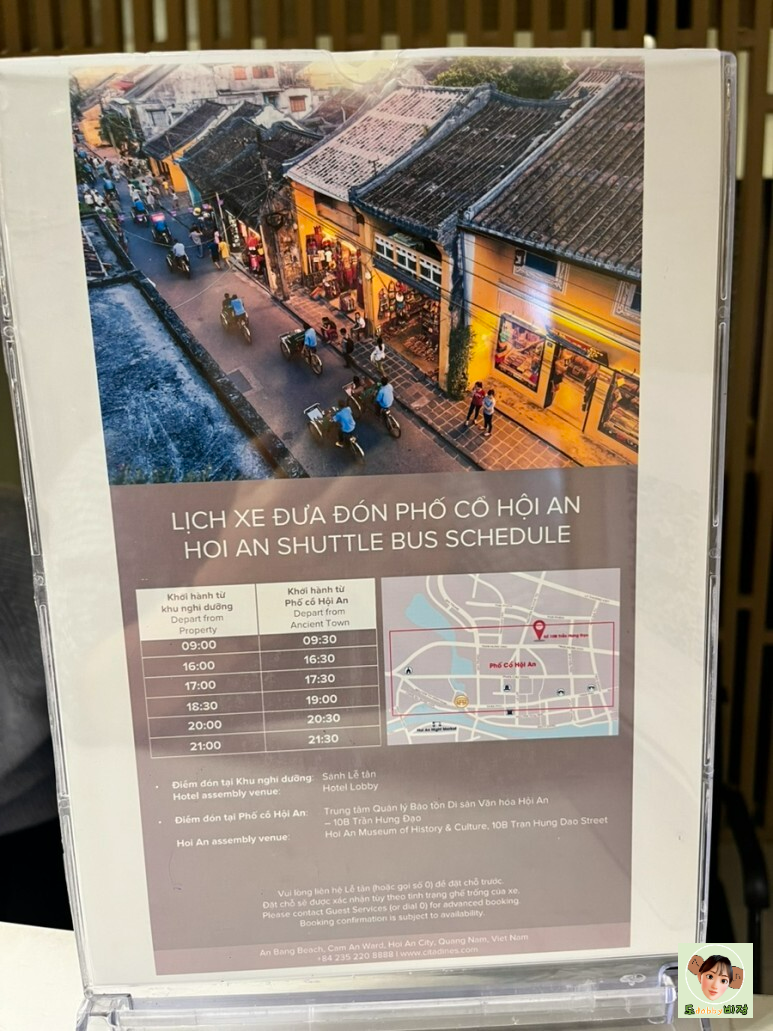 LỊCH XE ĐƯA ĐÓN PHỐ CỔ HỘI AN
HOI AN SHUTTLE BUS SCHEDULE
Khởi hành từ
khu nghỉ dưỡng
Depart from
Property
Khởi hành từ
Phố cổ Hội An
Depart from
Ancient Town
09:00 09:30
16:00 16:30
17:00 17:30
18:30 19:00
20:00 20:30
21:00 21:30
Số 10B Trần Hưng Đạo
Phố Cổ Hội An
Hoi An Night Market
• Điểm đón tại Khu nghỉ dưỡng: Sảnh Lễ tân
Hotel assembly venue: Hotel Lobby
• Điểm đón tại Phố cổ Hội An: Trung tâm Quản lý Bảo tồn Di sản Văn hóa Hội An
– 10B Trần Hưng Đạo
Hoi An assembly venue: Hoi An Museum of History & Culture, 10B Tran Hung Dao Street
Vui lòng liên hệ Lễ tân (hoặc gọi số 0) để đặt chỗ trước.
Đặt chỗ sẽ được xác nhận tùy theo tình trạng ghế trống của xe.
Please contact Guest Services (or dial 0) for advanced booking.
Booking confirmation is subject to availability.
An Bang Beach, Cam An Ward, Hoi An City, Quang Nam, Viet Nam
+84 235 220 8888 | www.citadines.com